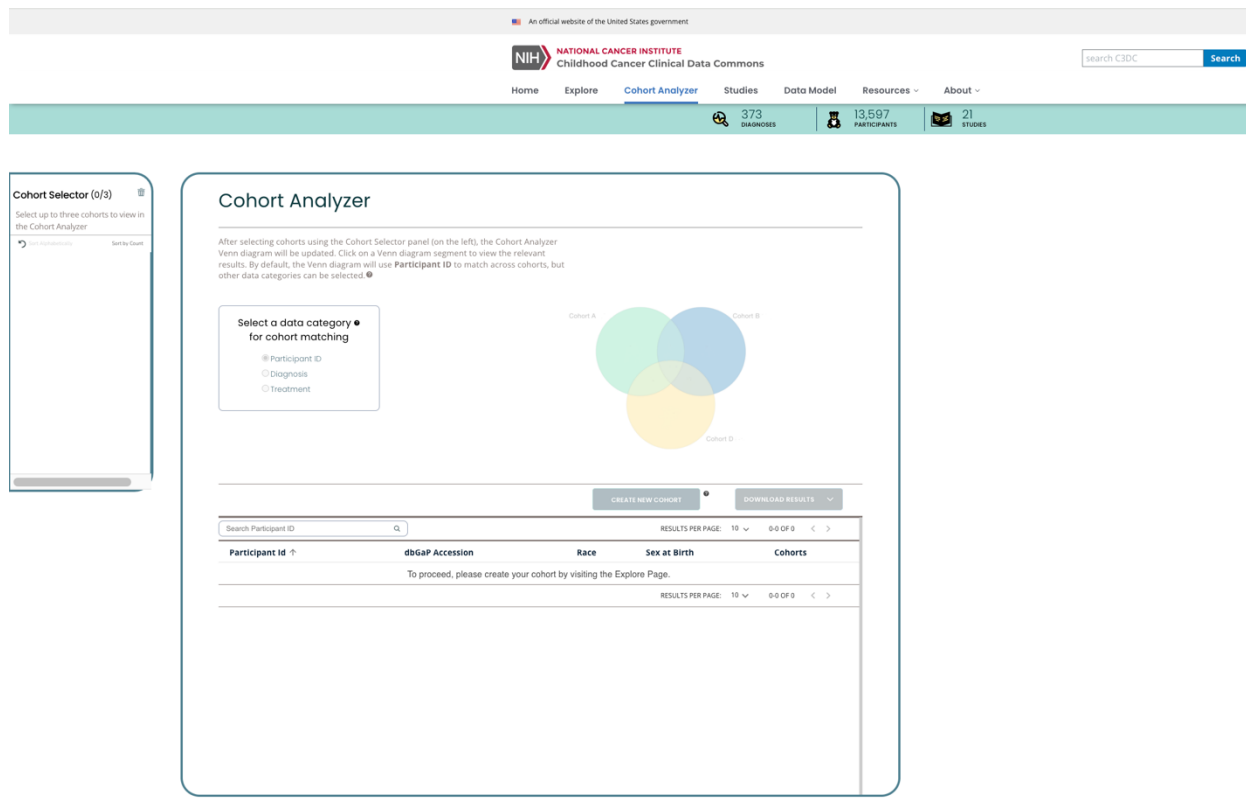 An official website of the United States government
NIH
NATIONAL CANCER INSTITUTE
Childhood Cancer Clinical Data Commons
search C3DC
Search
Home Explore Cohort Analyzer Studies Data Model Resources About
373
DIAGNOSES
13,597
PARTICIPANTS
21
STUDIES
Cohort Selector (0/3)
Select up to three cohorts to view in
the Cohort Analyzer
Sort Alphabetically Sort by Count
Cohort Analyzer
After selecting cohorts using the Cohort Selector panel (on the left), the Cohort Analyzer
Venn diagram will be updated. Click on a Venn diagram segment to view the relevant
results. By default, the Venn diagram will use Participant ID to match across cohorts, but
other data categories can be selected.
Select a data category
for cohort matching
Participant ID
Diagnosis
Treatment
Cohort A
Cohort B
Cohort D
CREATE NEW COHORT
DOWNLOAD RESULTS
Search Participant ID
RESULTS PER PAGE: 10 0-0 OF 0
Participant Id dbGaP Accession Race Sex at Birth Cohorts
To proceed, please create your cohort by visiting the Explore Page.
RESULTS PER PAGE: 10 0-0 OF 0